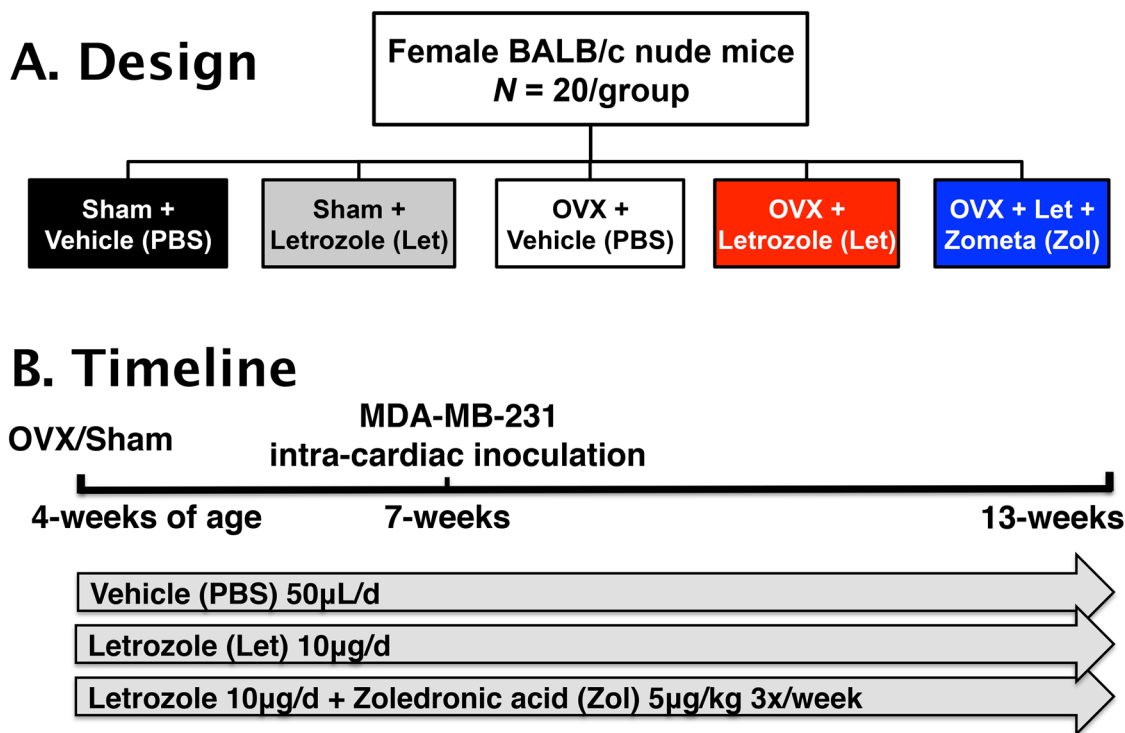 A. Design
Female BALB/c nude mice
N = 20/group
Sham +
Vehicle (PBS)
Sham +
Letrozole (Let)
OVX +
Vehicle (PBS)
OVX +
Letrozole (Let)
OVX + Let +
Zometa (Zol)
B. Timeline
OVX/Sham
MDA-MB-231
intra-cardiac inoculation
4-weeks of age
7-weeks
13-weeks
Vehicle (PBS) 50µL/d
Letrozole (Let) 10µg/d
Letrozole 10µg/d + Zoledronic acid (Zol) 5µg/kg 3x/week